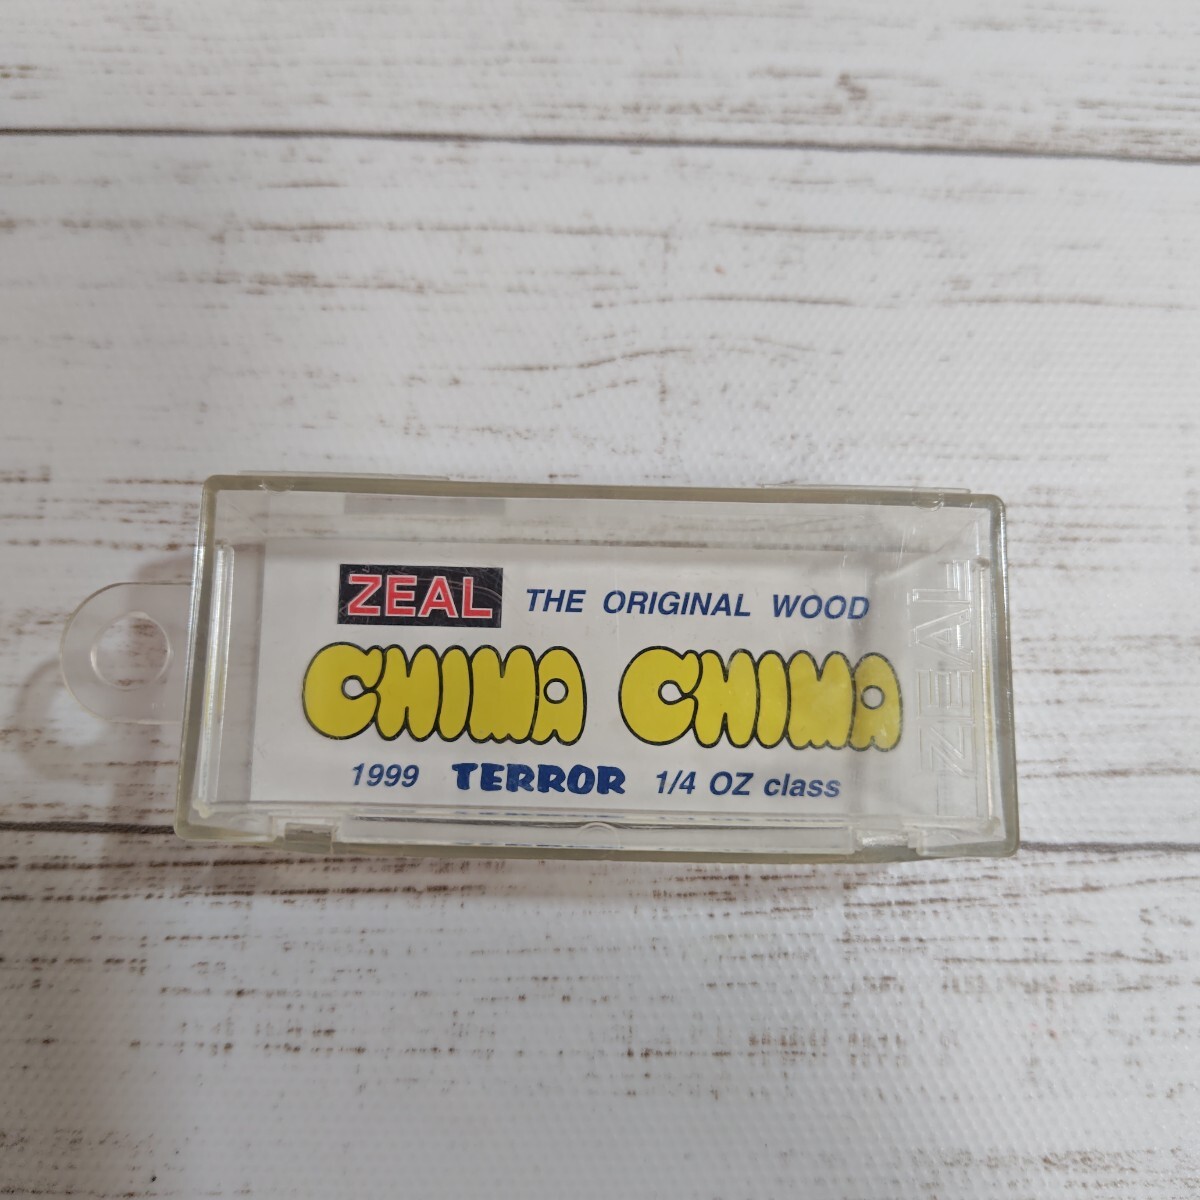 ZEAL THE ORIGINAL WOOD
CHIMA CHIMA
1999 TERROR 1/4 OZ class
ZEAL